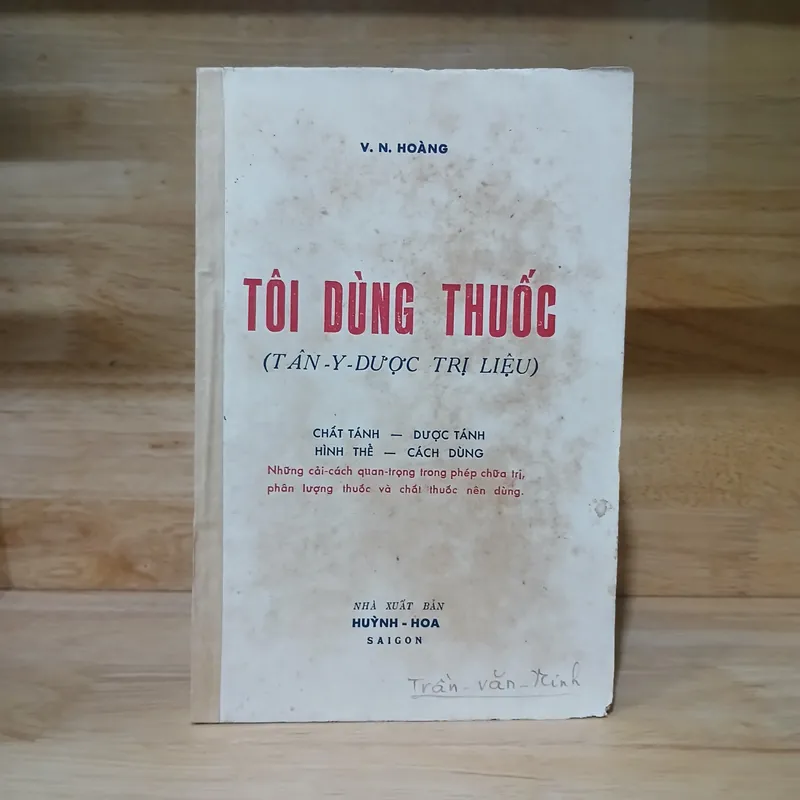 V. N. HOÀNG
TÔI DÙNG THUỐC
(TÂN-Y-DƯỢC TRỊ LIỆU)
CHẤT TÁNH — DƯỢC TÁNH
HÌNH THỂ — CÁCH DÙNG
Những cải-cách quan-trọng trong phép chữa trị,
phân lượng thuốc và chất thuốc nên dùng.
NHÀ XUẤT BẢN
HUỲNH - HOA
SAIGON
Trần - văn -